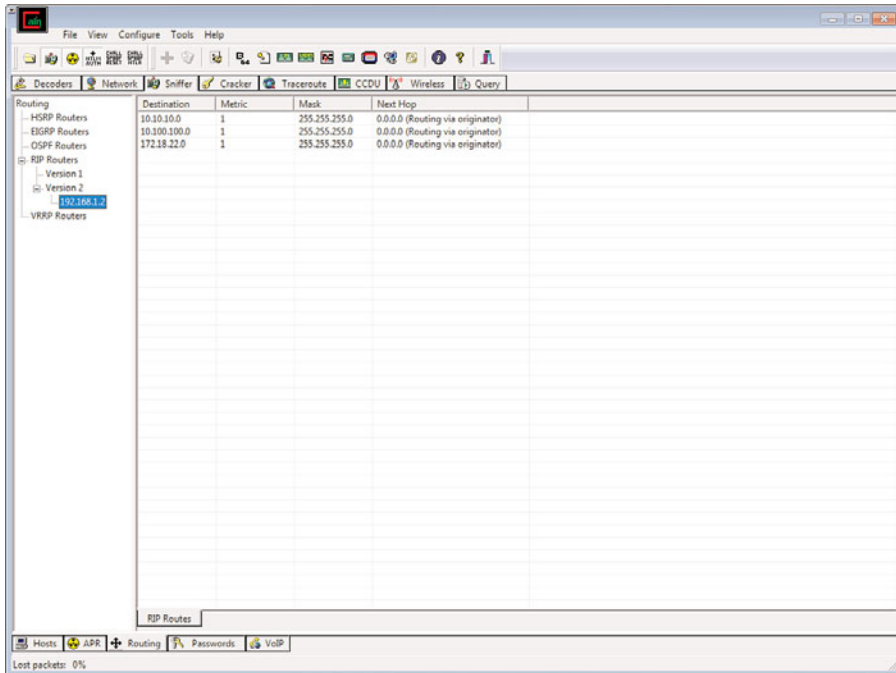 Cain
File View Configure Tools Help
Decoders Network Sniffer Cracker Traceroute CCDU Wireless Query
Routing
HSRP Routers
EIGRP Routers
OSPF Routers
RIP Routers
Version 1
Version 2
192.168.1.2
VRRP Routers
Destination Metric Mask Next Hop
10.10.10.0 1 255.255.255.0 0.0.0.0 (Routing via originator)
10.100.100.0 1 255.255.255.0 0.0.0.0 (Routing via originator)
172.18.22.0 1 255.255.255.0 0.0.0.0 (Routing via originator)
RIP Routes
Hosts APR Routing Passwords VoIP
Lost packets: 0%